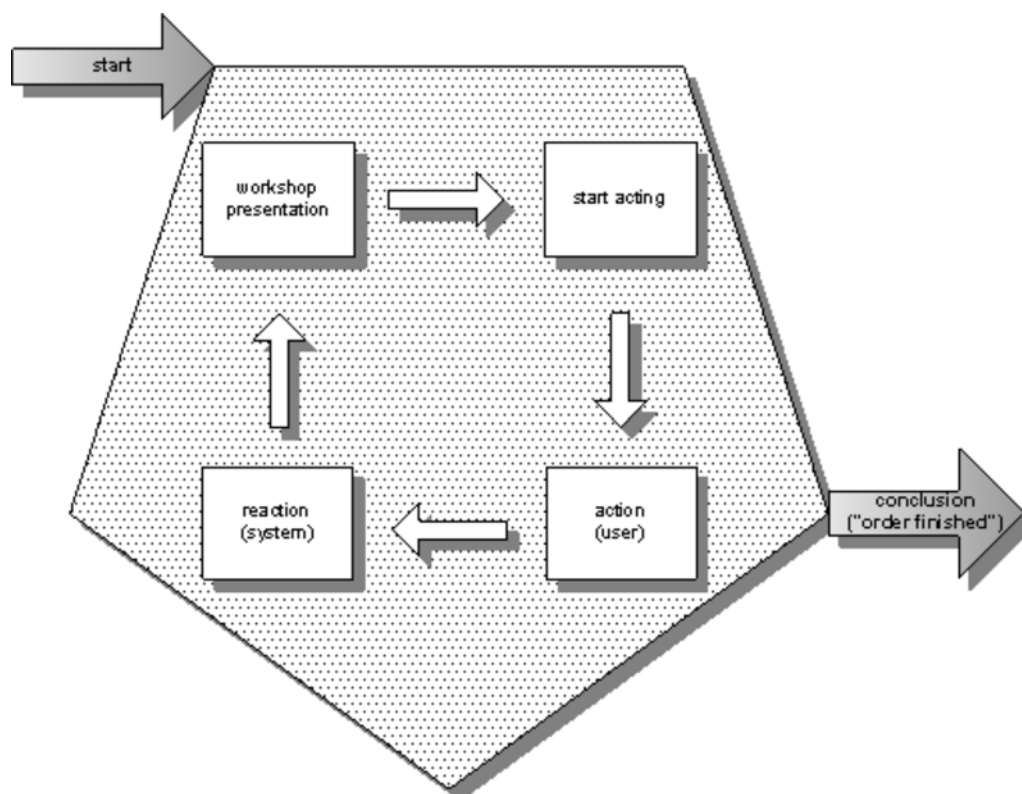 start
workshop
presentation
start acting
reaction
(system)
action
(user)
conclusion
("order finished")